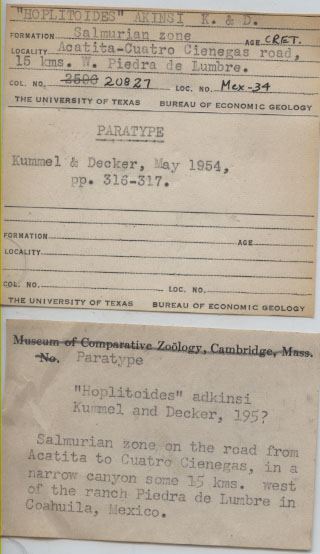 "HOPLITOIDES" AKINSI K. & D.
FORMATION Salmurian zone AGE CRET.
LOCALITY Acatita-Cuatro Cienegas road,
15 kms. W. Piedra de Lumbre.
COL. NO. 2506 20827 LOC. NO. Mex-34
THE UNIVERSITY OF TEXAS BUREAU OF ECONOMIC GEOLOGY
PARATYPE
Kummel & Decker, May 1954,
pp. 316-317.
FORMATION AGE
LOCALITY
COL. NO. LOC. NO.
THE UNIVERSITY OF TEXAS BUREAU OF ECONOMIC GEOLOGY
Museum of Comparative Zoölogy, Cambridge, Mass.
No. Paratype
"Hoplitoides" adkinsi
Kummel and Decker, 195?
Salmurian zone on the road from
Acatita to Cuatro Cienegas, in a
narrow canyon some 15 kms. west
of the ranch Piedra de Lumbre in
Coahuila, Mexico.